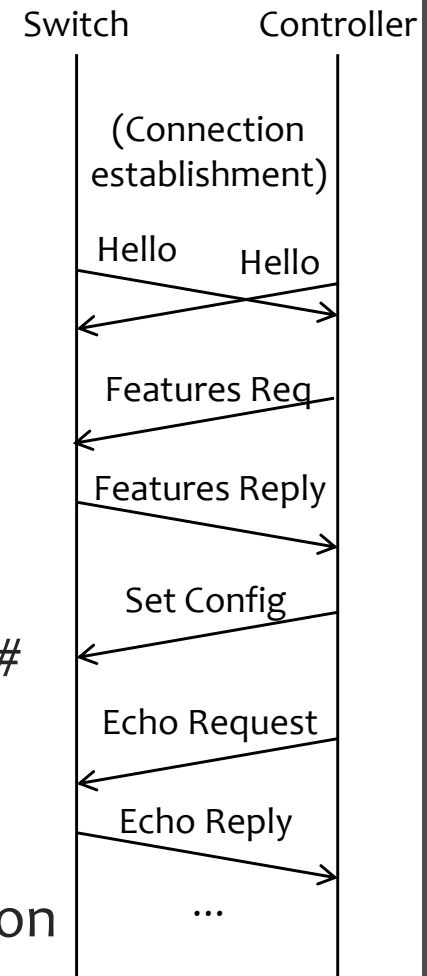 Switch Controller
(Connection
establishment)
Hello Hello
Features Req
Features Reply
Set Config
#
Echo Request
Echo Reply
on ...